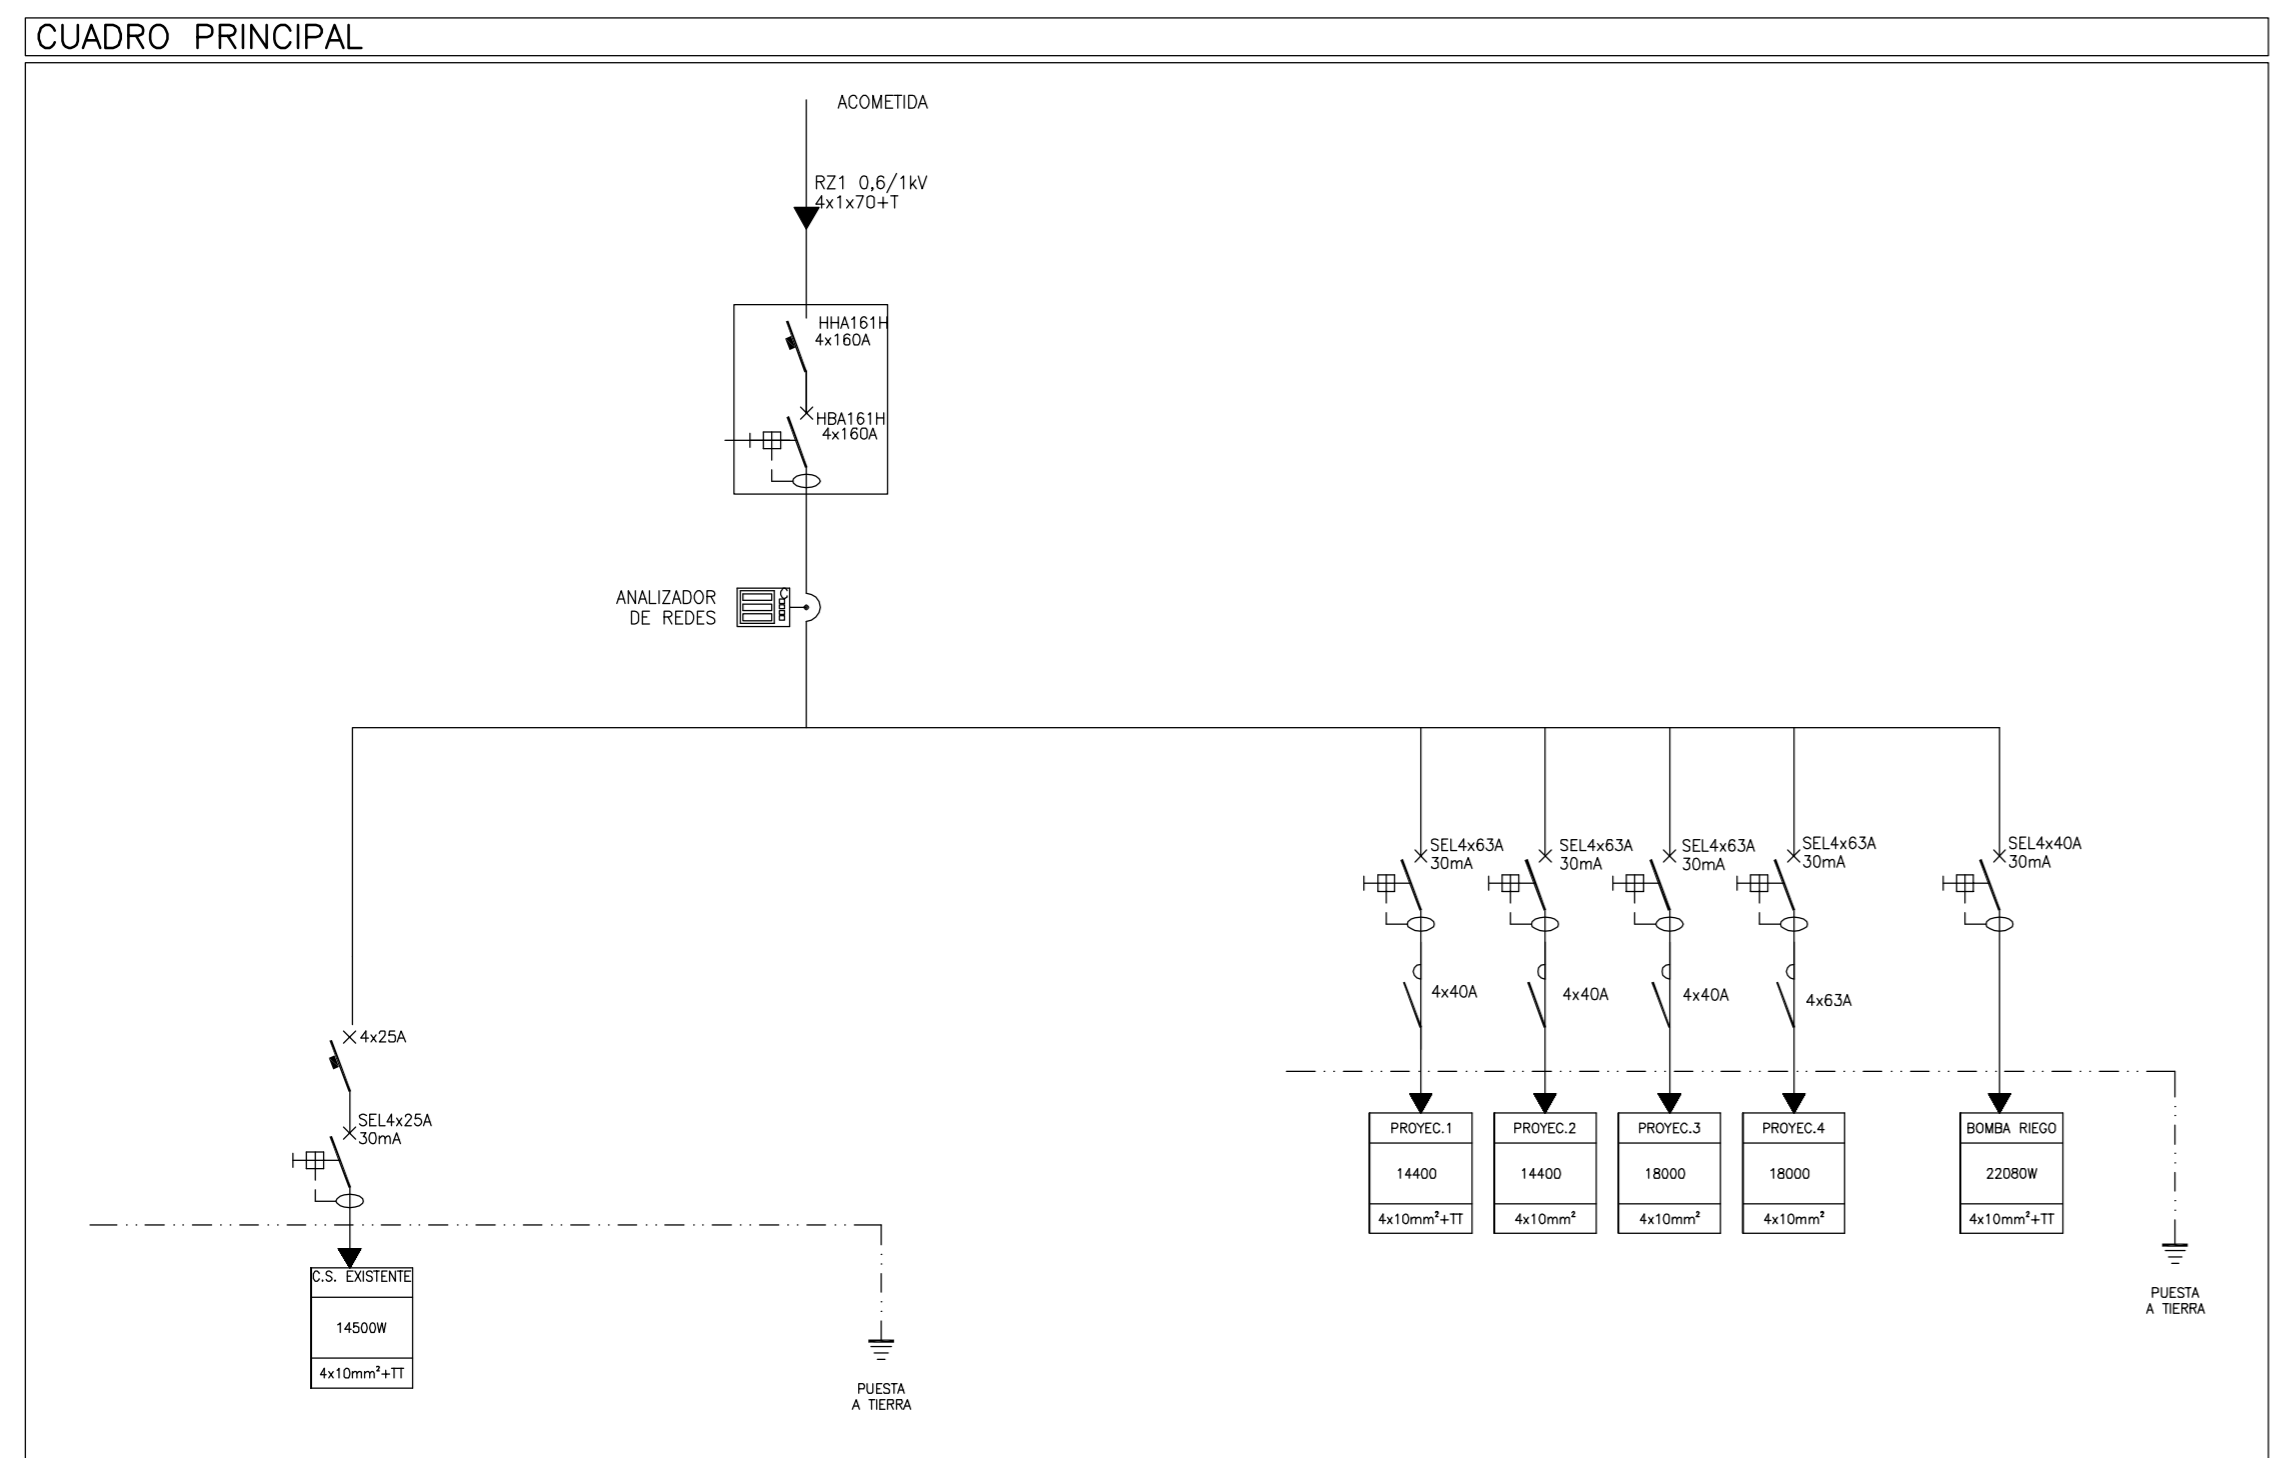 CUADRO PRINCIPAL
ACOMETIDA
RZ1 0,6/1kV
4x1x70+T
HHA161H
4x160A
HBA161H
4x160A
ANALIZADOR
DE REDES
C
SEL4x63A
30mA
SEL4x63A
30mA
SEL4x63A
30mA
SEL4x63A
30mA
SEL4x40A
30mA
4x40A
4x40A
4x40A
4x63A
4x25A
SEL4x25A
30mA
PROYEC.1
14400
4x10mm²+TT
PROYEC.2
14400
4x10mm²
PROYEC.3
18000
4x10mm²
PROYEC.4
18000
4x10mm²
BOMBA RIEGO
22080W
4x10mm²+TT
PUESTA
A TIERRA
C.S. EXISTENTE
14500W
4x10mm²+TT
PUESTA
A TIERRA